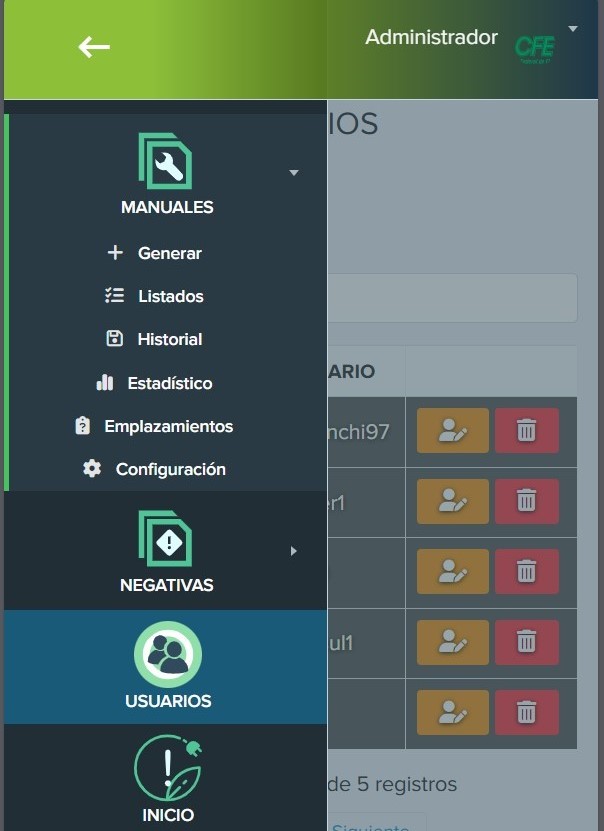 Administrador
CFE
IOS
MANUALES
Generar
Listados
Historial
Estadístico
Emplazamientos
Configuración
ARIO
nchi97
er1
ul1
NEGATIVAS
USUARIOS
INICIO
de 5 registros
Siguiente